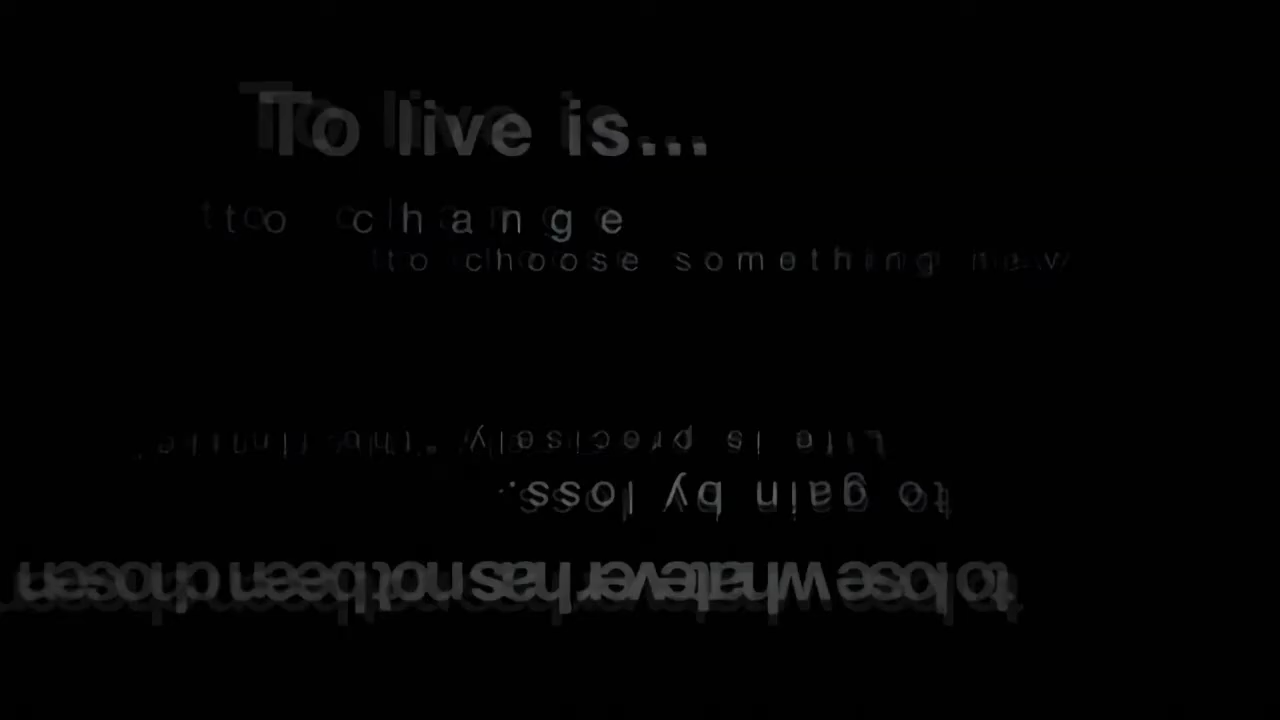 To live is...
to change
to choose something new
Life is precisely "the finite
to gain by loss.
to lose whatever has not been chosen